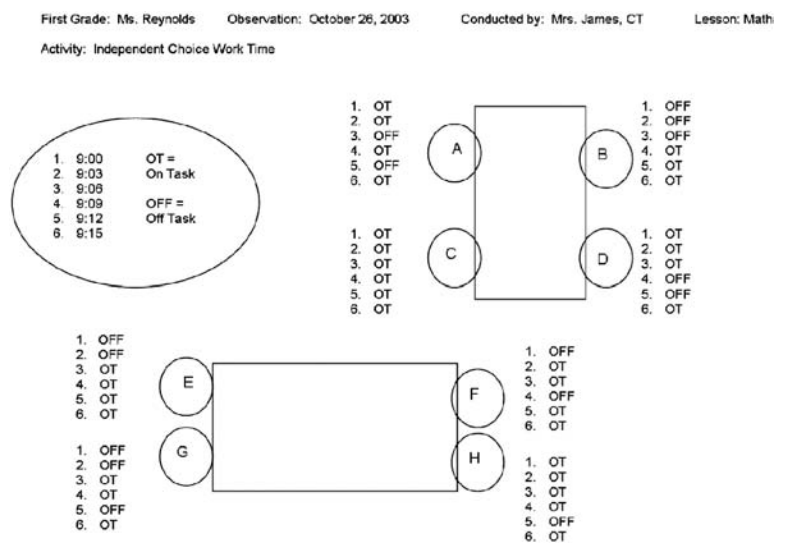 First Grade: Ms. Reynolds Observation: October 26, 2003 Conducted by: Mrs. James, CT Lesson: Math
Activity: Independent Choice Work Time
1. 9:00 OT =
2. 9:03 On Task
3. 9:06
4. 9:09 OFF =
5. 9:12 Off Task
6. 9:15
1. OT
2. OT
3. OFF
4. OT
5. OFF
6. OT
A
B
1. OFF
2. OFF
3. OFF
4. OT
5. OT
6. OT
1. OT
2. OT
3. OT
4. OT
5. OT
6. OT
C
D
1. OT
2. OT
3. OT
4. OFF
5. OFF
6. OT
1. OFF
2. OFF
3. OT
4. OT
5. OT
6. OT
E
F
1. OFF
2. OT
3. OT
4. OFF
5. OT
6. OT
1. OFF
2. OFF
3. OT
4. OT
5. OFF
6. OT
G
H
1. OT
2. OT
3. OT
4. OT
5. OFF
6. OT